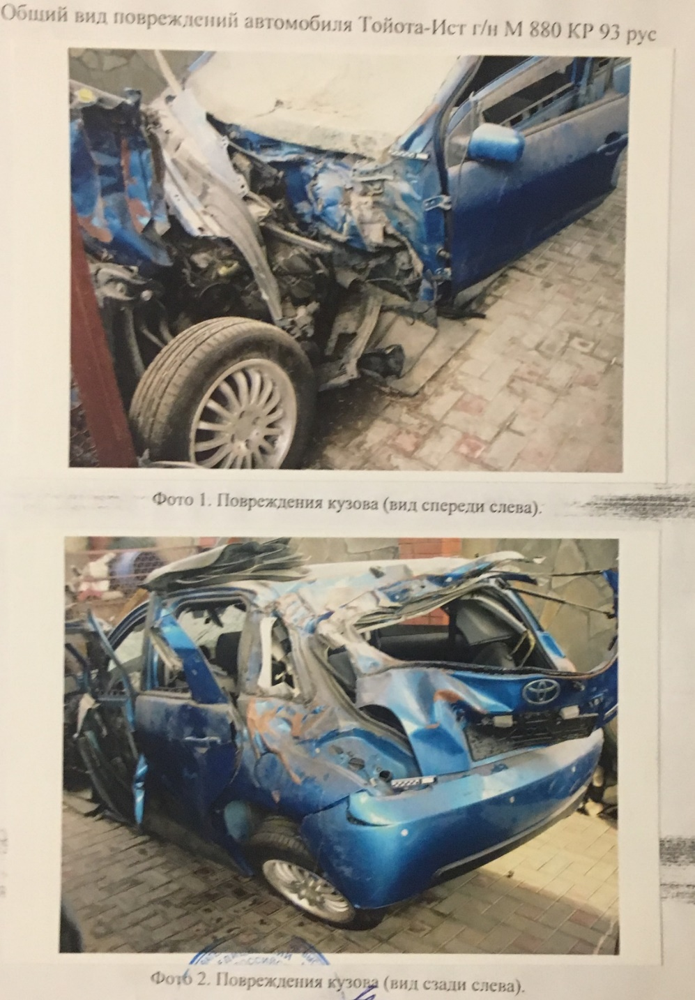 Общий вид повреждений автомобиля Тойота-Ист г/н М 880 КР 93 рус
Фото 1. Повреждения кузова (вид спереди слева).
Фото 2. Повреждения кузова (вид сзади слева).